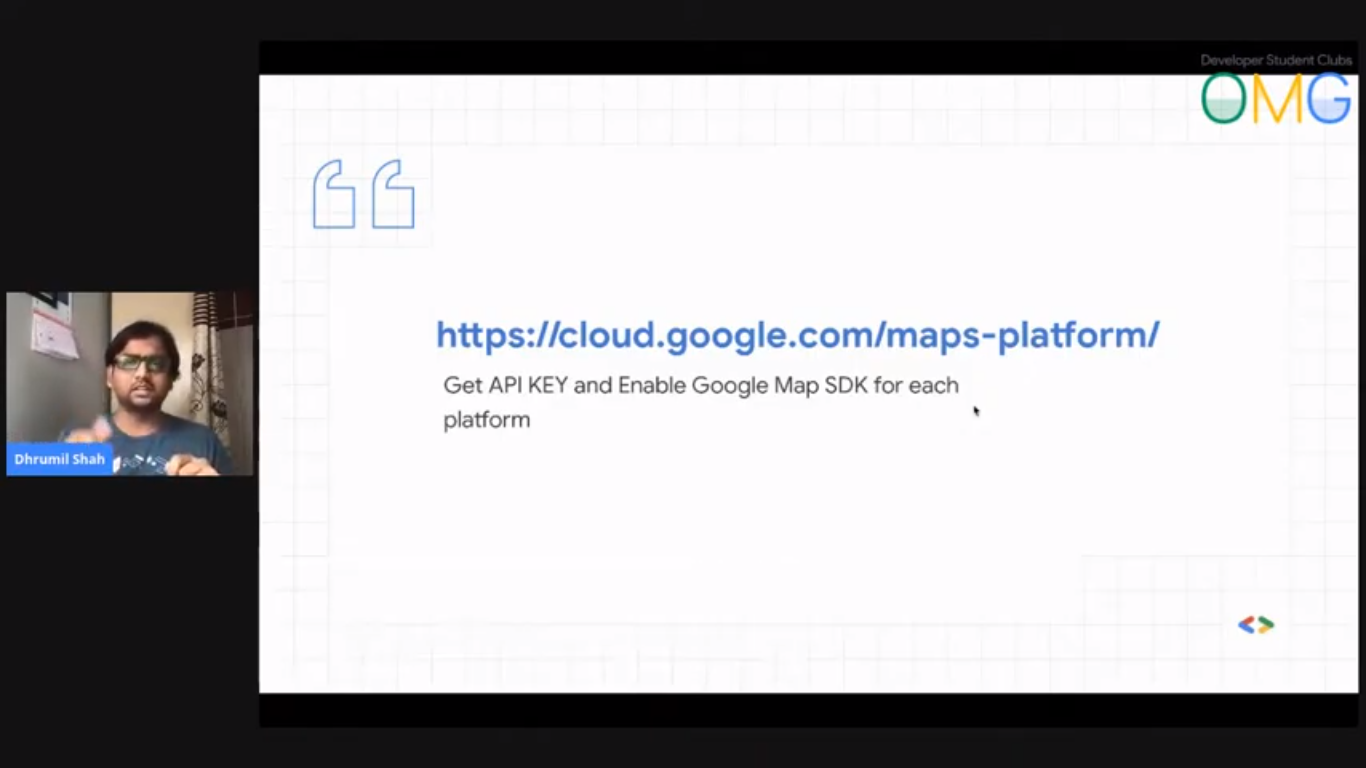 Developer Student Clubs
OMG
https://cloud.google.com/maps-platform/
Get API KEY and Enable Google Map SDK for each
platform
Dhrumil Shah